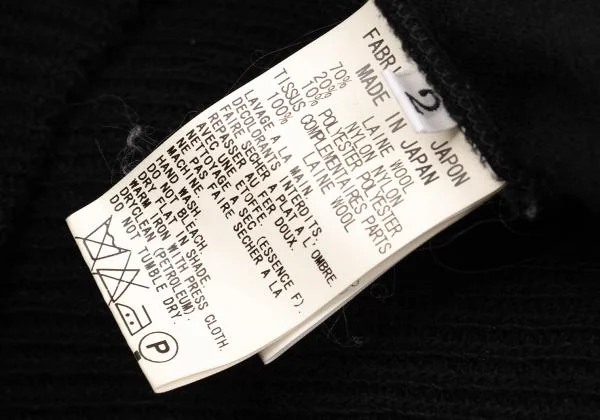 2
FABRI JAPON
MADE IN JAPAN
70% LAINE WOOL
20% NYLON NYLON
10% POLYESTER POLYESTER
TISSUS COMPLEMENTAIRES PARTS
100% LAINE WOOL
LAVAGE A LA MAIN.
DECOLORANTS INTERDITS.
FAIRE SECHER A PLAT A L'OMBRE.
REPASSER AU FER DOUX.
AVEC UNE ETOFFE.
NETTOYAGE A SEC. (ESSENCE F).
NE PAS FAIRE SECHER A LA
MACHINE.
HAND WASH.
DO NOT BLEACH.
DRY FLAT IN SHADE.
WARM IRON WITH PRESS CLOTH.
DRYCLEAN (PETROLEUM).
DO NOT TUMBLE DRY.
P